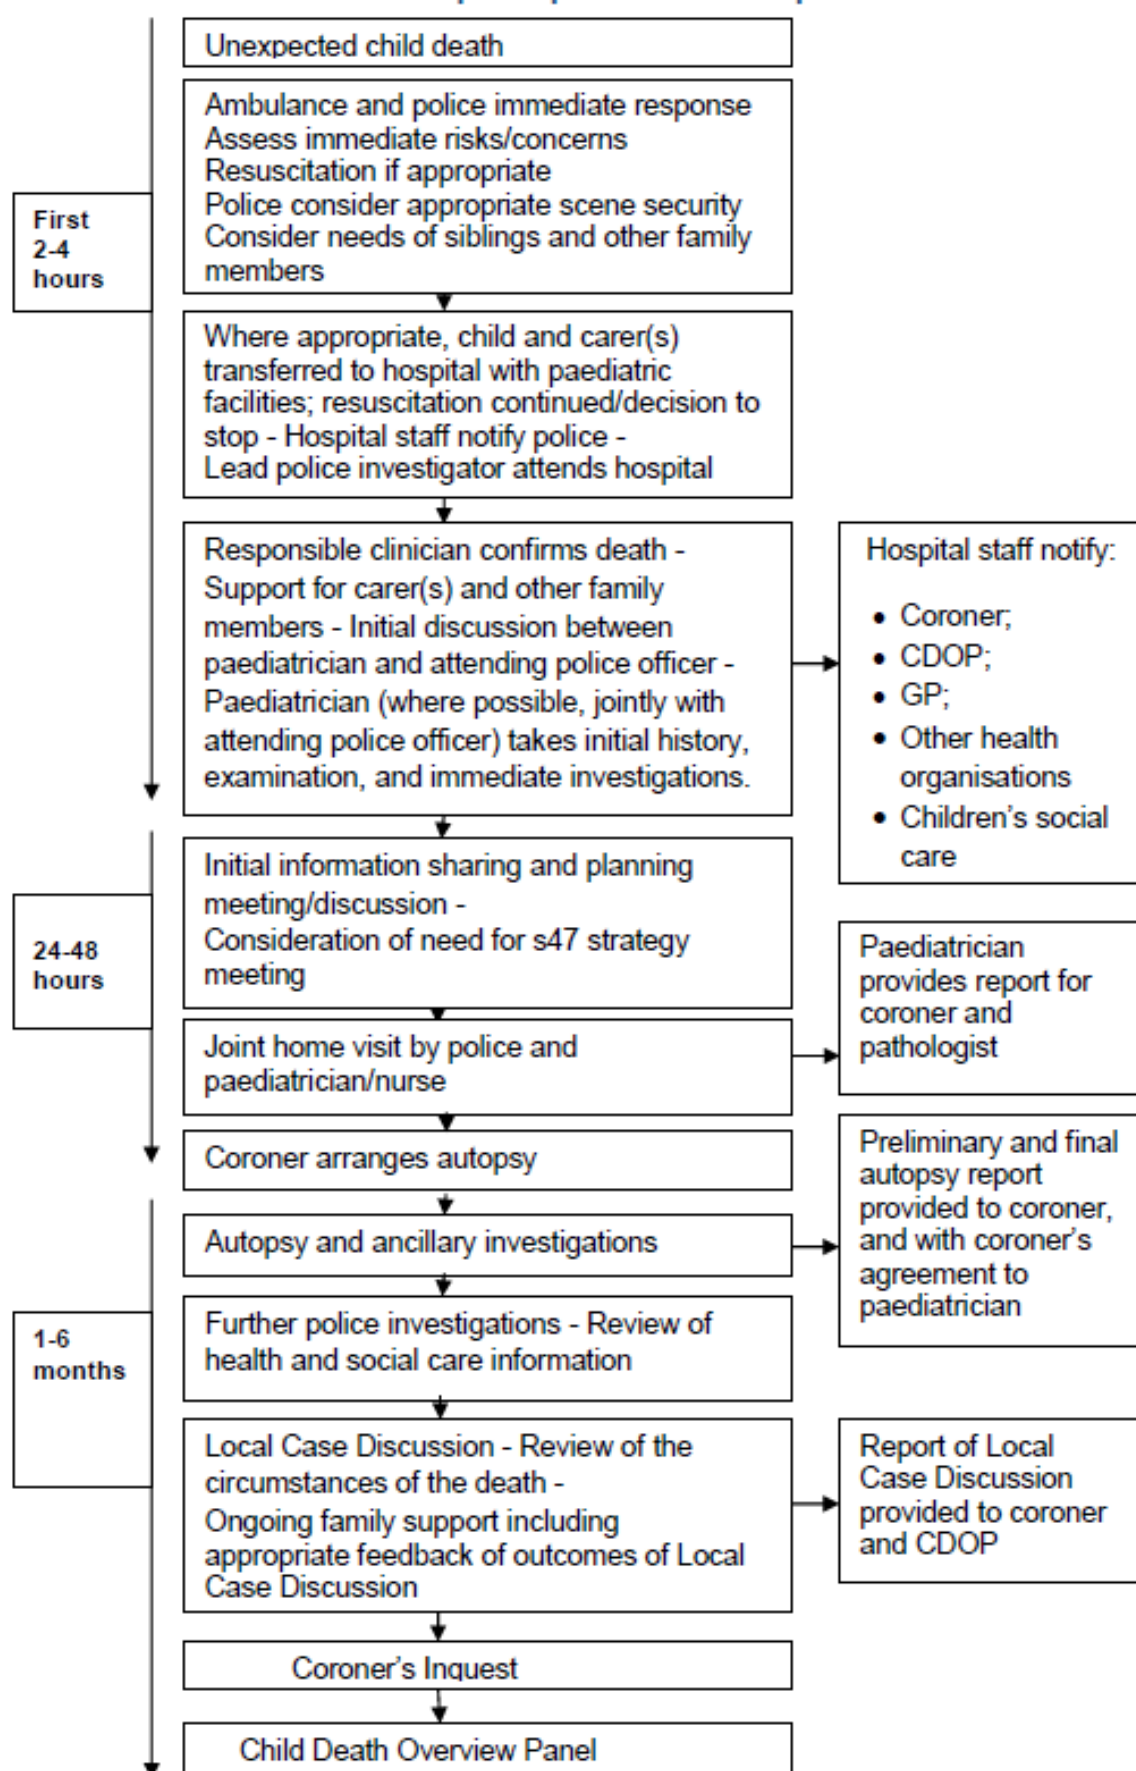 Unexpected child death
Ambulance and police immediate response
Assess immediate risks/concerns
Resuscitation if appropriate
Police consider appropriate scene security
Consider needs of siblings and other family
members
First
2-4
hours
Where appropriate, child and carer(s)
transferred to hospital with paediatric
facilities; resuscitation continued/decision to
stop - Hospital staff notify police -
Lead police investigator attends hospital
Responsible clinician confirms death -
Support for carer(s) and other family
members - Initial discussion between
paediatrician and attending police officer -
Paediatrician (where possible, jointly with
attending police officer) takes initial history,
examination, and immediate investigations.
Hospital staff notify:
• Coroner;
• CDOP;
• GP;
• Other health
organisations
• Children's social
care
Initial information sharing and planning
meeting/discussion -
Consideration of need for s47 strategy
meeting
24-48
hours
Joint home visit by police and
paediatrician/nurse
Paediatrician
provides report for
coroner and
pathologist
Coroner arranges autopsy
Autopsy and ancillary investigations
Preliminary and final
autopsy report
provided to coroner,
and with coroner's
agreement to
paediatrician
1-6
months
Further police investigations - Review of
health and social care information
Local Case Discussion - Review of the
circumstances of the death -
Ongoing family support including
appropriate feedback of outcomes of Local
Case Discussion
Report of Local
Case Discussion
provided to coroner
and CDOP
Coroner's Inquest
Child Death Overview Panel